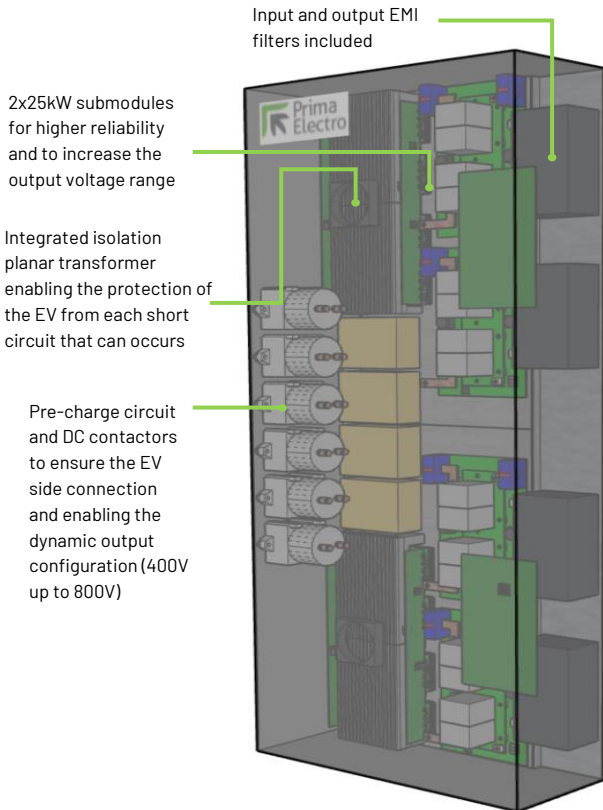 Input and output EMI
filters included
Prima
Electro
2x25kW submodules
for higher reliability
and to increase the
output voltage range
Integrated isolation
planar transformer
enabling the protection of
the EV from each short
circuit that can occurs
Pre-charge circuit
and DC contactors
to ensure the EV
side connection
and enabling the
dynamic output
configuration (400V
up to 800V)